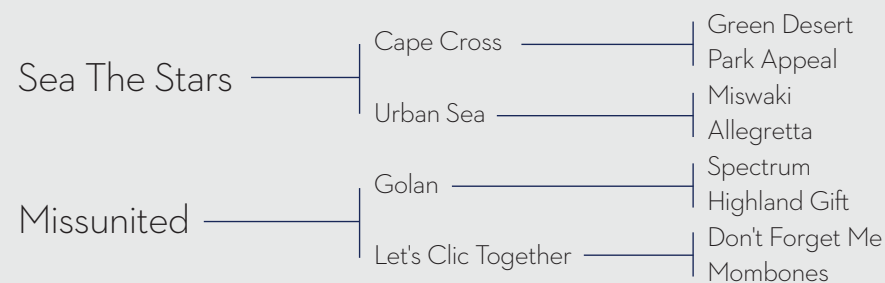 Sea The Stars
Cape Cross
Green Desert
Park Appeal
Urban Sea
Miswaki
Allegretta
Missunited
Golan
Spectrum
Highland Gift
Let's Clic Together
Don't Forget Me
Mombones